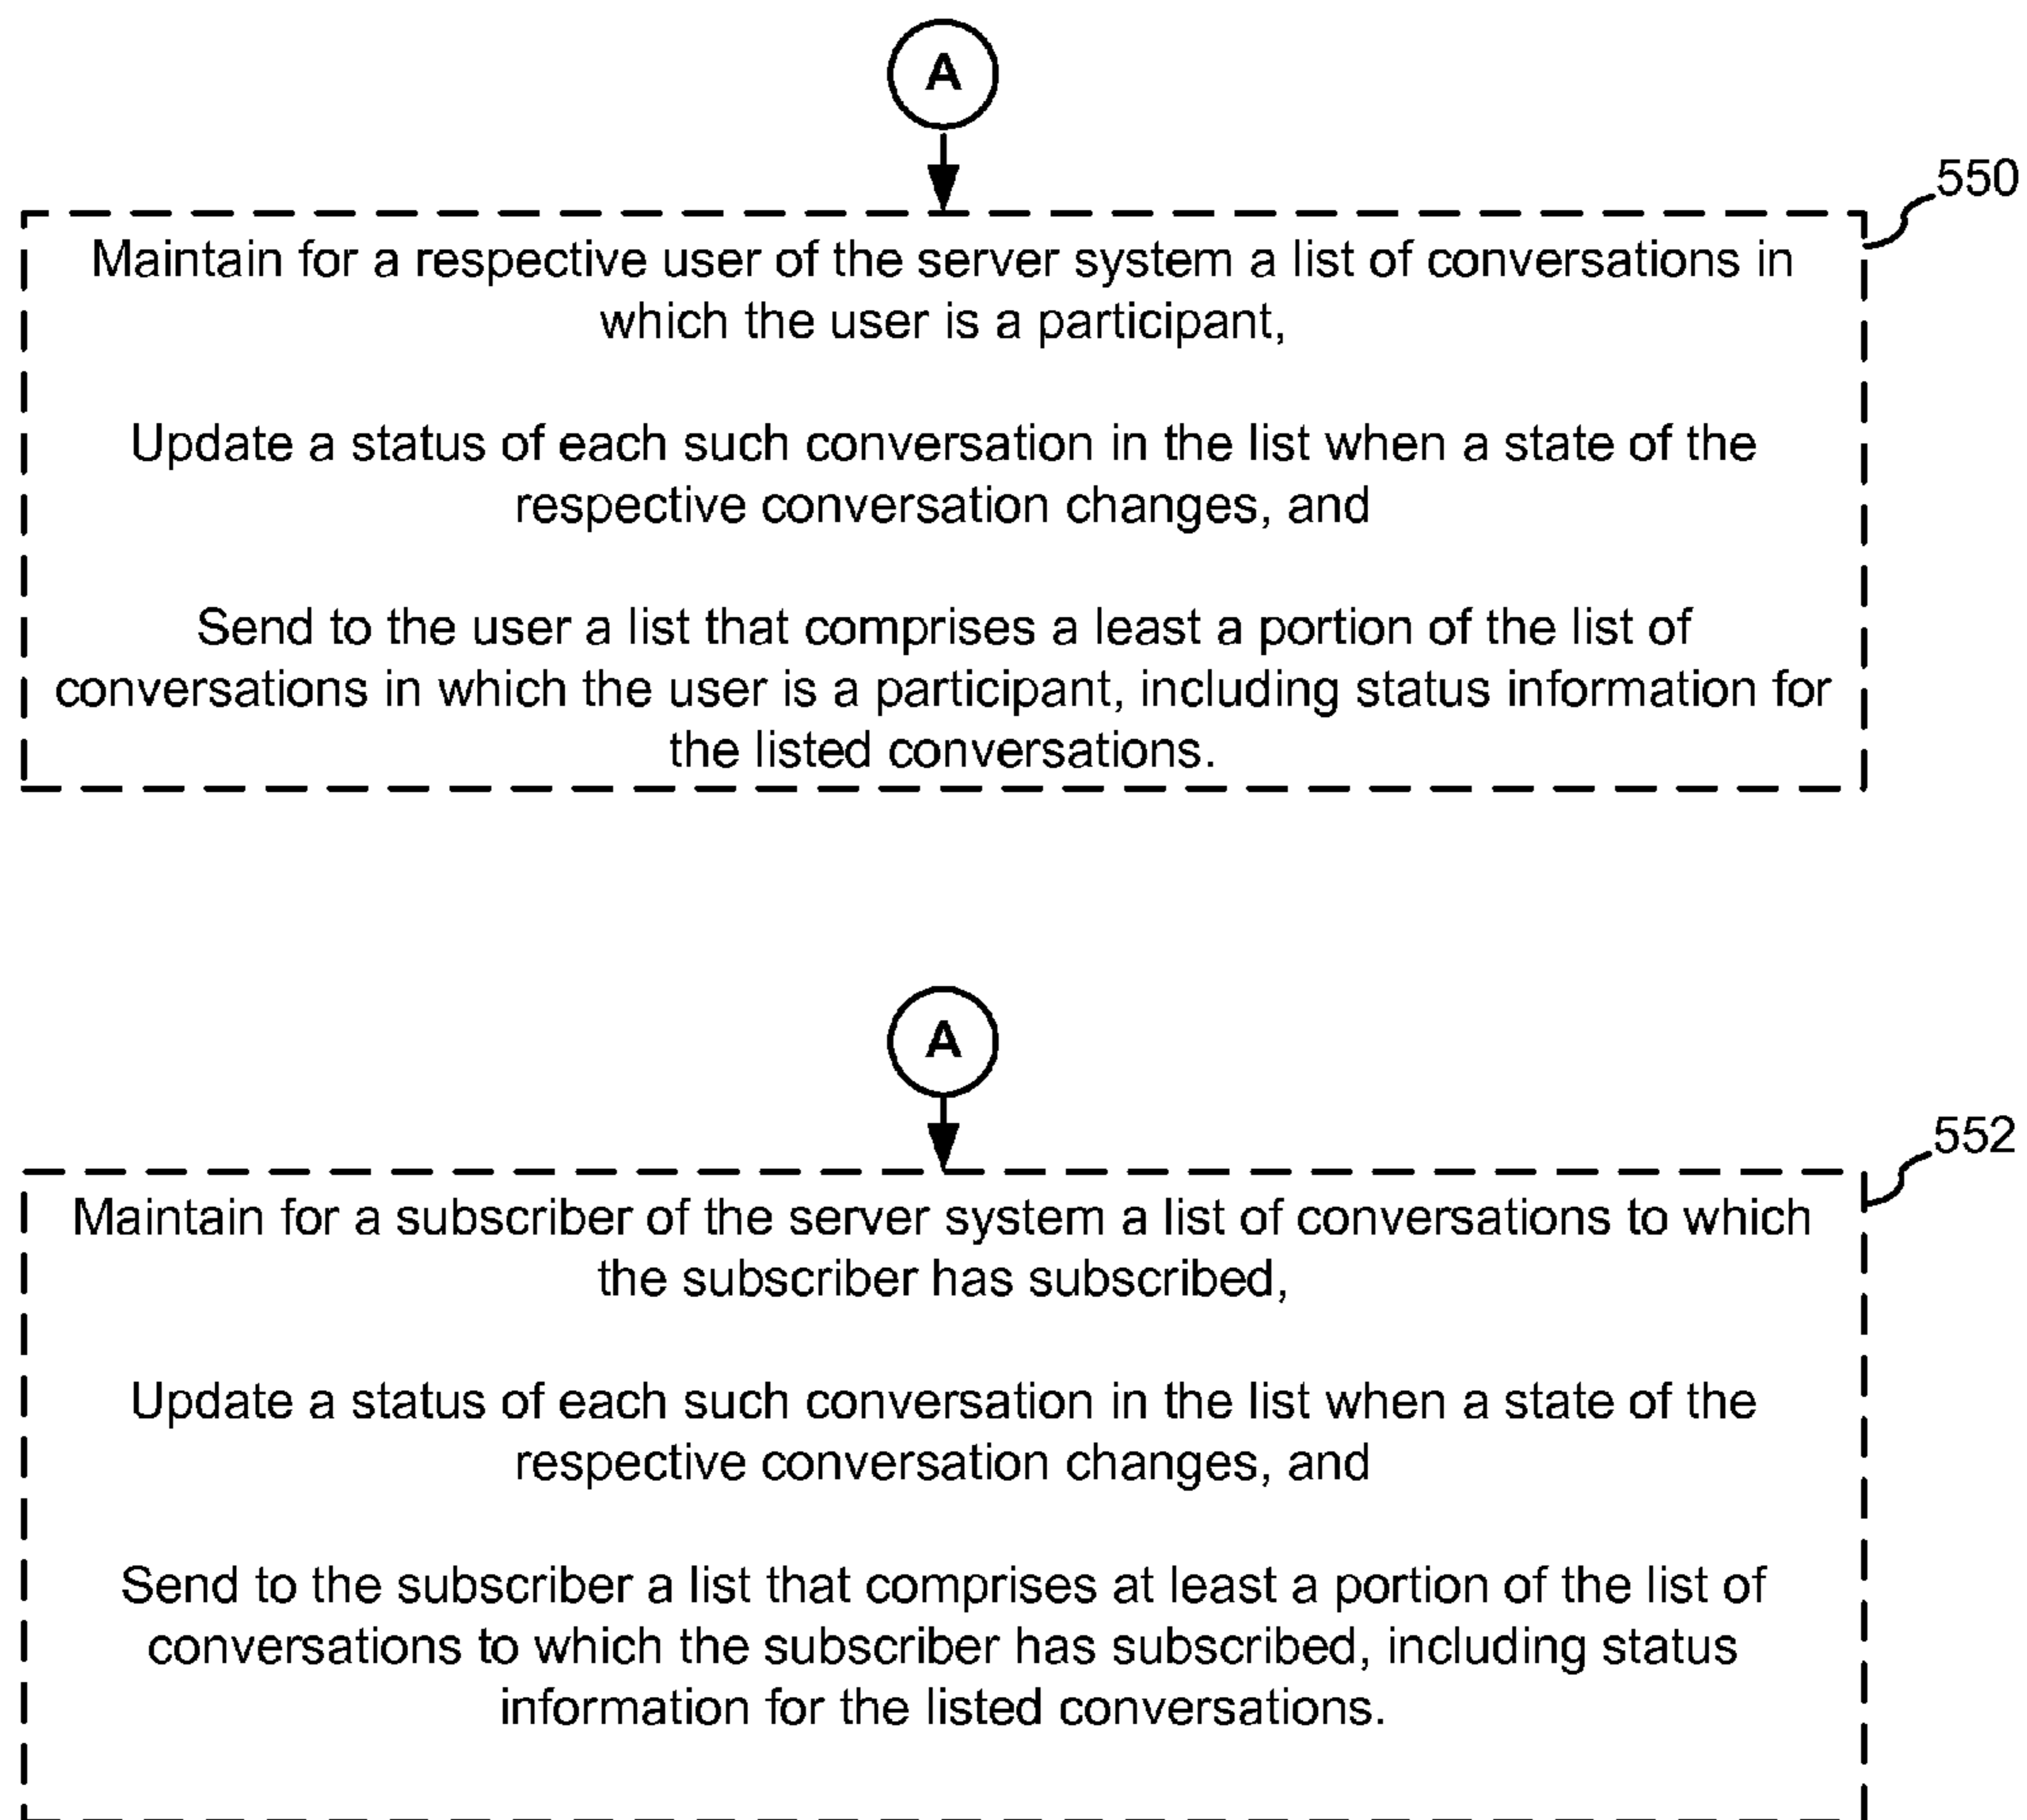 A
550
Maintain for a respective user of the server system a list of conversations in
which the user is a participant,
Update a status of each such conversation in the list when a state of the
respective conversation changes, and
Send to the user a list that comprises a least a portion of the list of
conversations in which the user is a participant, including status information for
the listed conversations.
A
552
Maintain for a subscriber of the server system a list of conversations to which
the subscriber has subscribed,
Update a status of each such conversation in the list when a state of the
respective conversation changes, and
Send to the subscriber a list that comprises at least a portion of the list of
conversations to which the subscriber has subscribed, including status
information for the listed conversations.